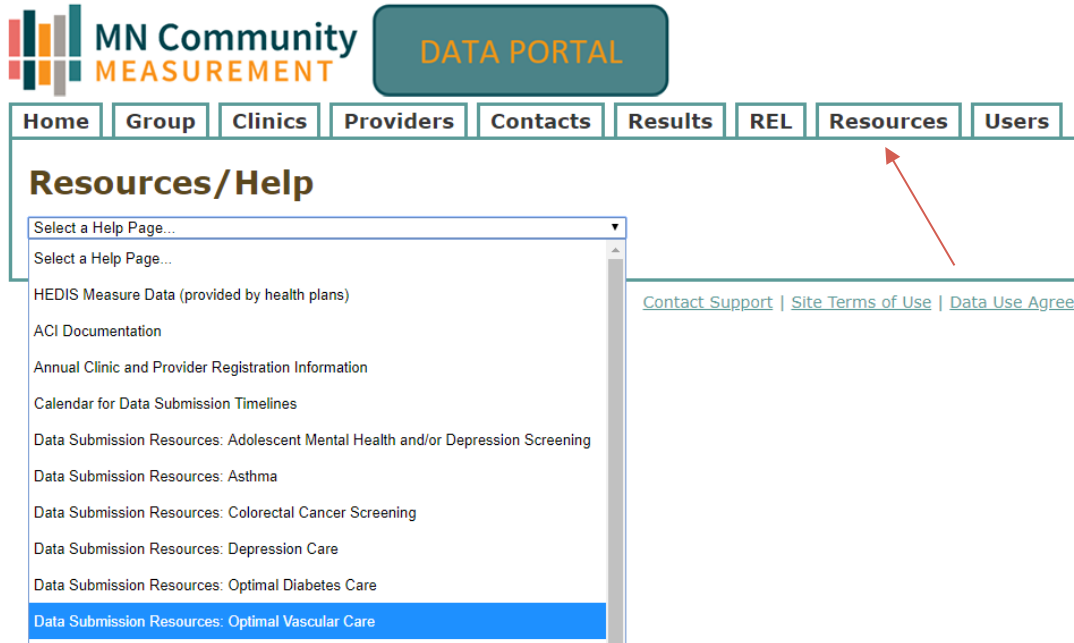 MN Community
MEASUREMENT
DATA PORTAL
Home Group Clinics Providers Contacts Results REL Resources Users
Resources/Help
Select a Help Page...
Select a Help Page...
HEDIS Measure Data (provided by health plans)
ACI Documentation
Annual Clinic and Provider Registration Information
Calendar for Data Submission Timelines
Data Submission Resources: Adolescent Mental Health and/or Depression Screening
Data Submission Resources: Asthma
Data Submission Resources: Colorectal Cancer Screening
Data Submission Resources: Depression Care
Data Submission Resources: Optimal Diabetes Care
Data Submission Resources: Optimal Vascular Care
Contact Support | Site Terms of Use | Data Use Agree